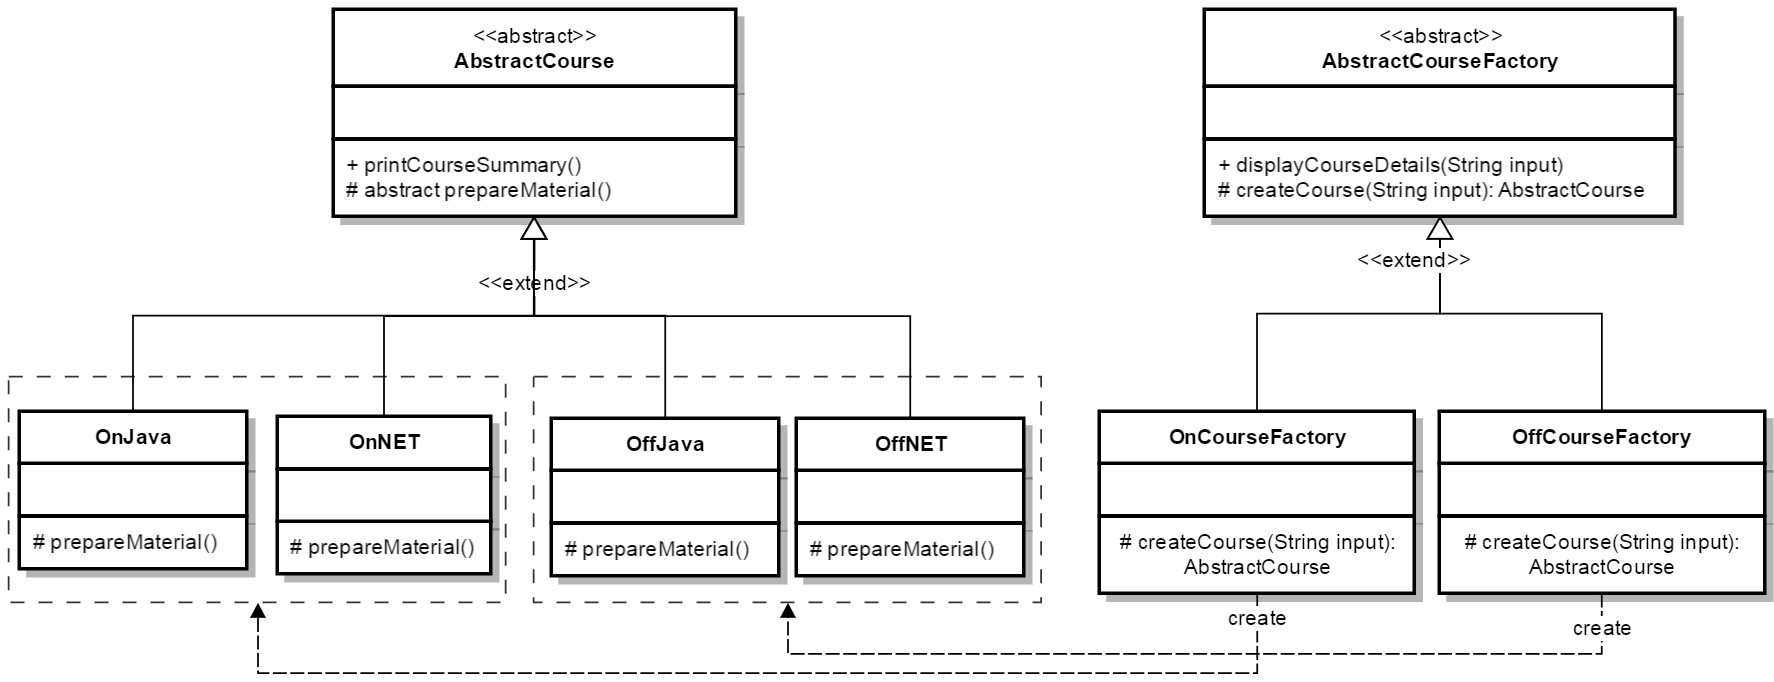 <<abstract>>
AbstractCourse
+ printCourseSummary()
# abstract prepareMaterial()
<<extend>>
<<abstract>>
AbstractCourseFactory
+ displayCourseDetails(String input)
# createCourse(String input): AbstractCourse
<<extend>>
OnJava
# prepareMaterial()
OnNET
# prepareMaterial()
OffJava
# prepareMaterial()
OffNET
# prepareMaterial()
OnCourseFactory
# createCourse(String input):
AbstractCourse
OffCourseFactory
# createCourse(String input):
AbstractCourse
create
create